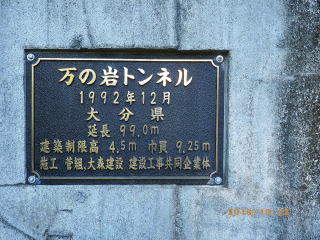 万の岩トンネル
1992年12月
大分県
延長 99.0m
建築制限高 4.5m 巾員 9.25m
施工 菅組.大森建設 建設工事共同企業体